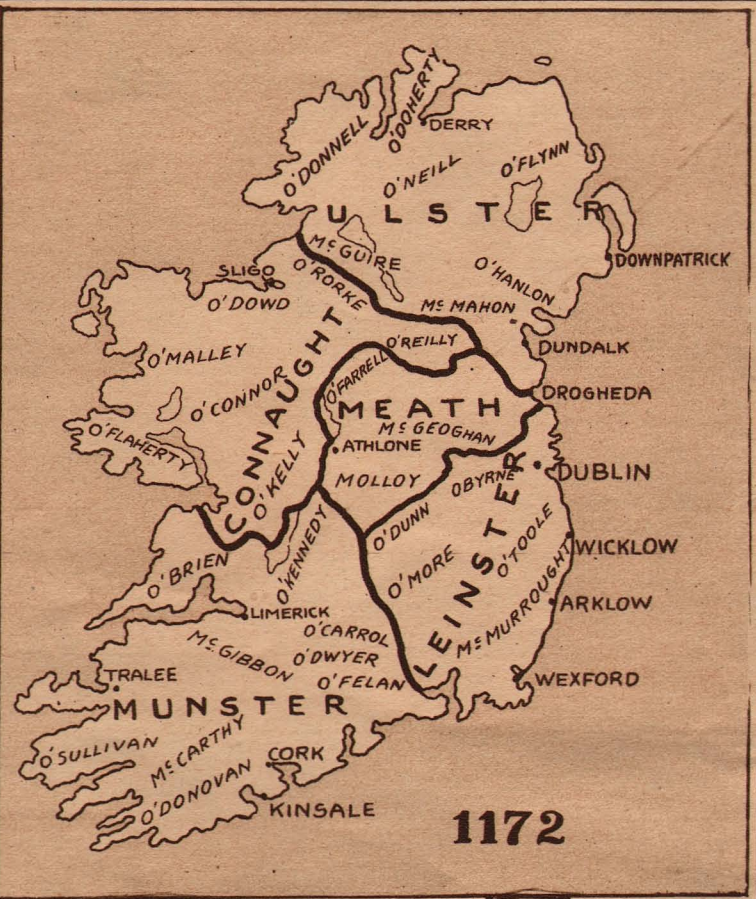 O'DOHERTY
DERRY
O'DONNELL
O'NEILL
O'FLYNN
ULSTER
McGUIRE
DOWNPATRICK
SLIGO
O'RORKE
O'HANLON
O'DOWD
McMAHON
O'REILLY
DUNDALK
O'MALLEY
O'FARRELL
DROGHEDA
O'CONNOR
CONNAUGHT
MEATH
McGEOGHAN
O'FLAHERTY
ATHLONE
O'KELLY
MOLLOY
OBYRNE
DUBLIN
O'DUNN
O'KENNEDY
O'TOOLE
WICKLOW
O'BRIEN
O'MORE
LEINSTER
McMURROUGHT
ARKLOW
LIMERICK
O'CARROL
McGIBBON
O'DWYER
TRALEE
O'FELAN
WEXFORD
MUNSTER
O'SULLIVAN
McCARTHY
CORK
O'DONOVAN
KINSALE
1172